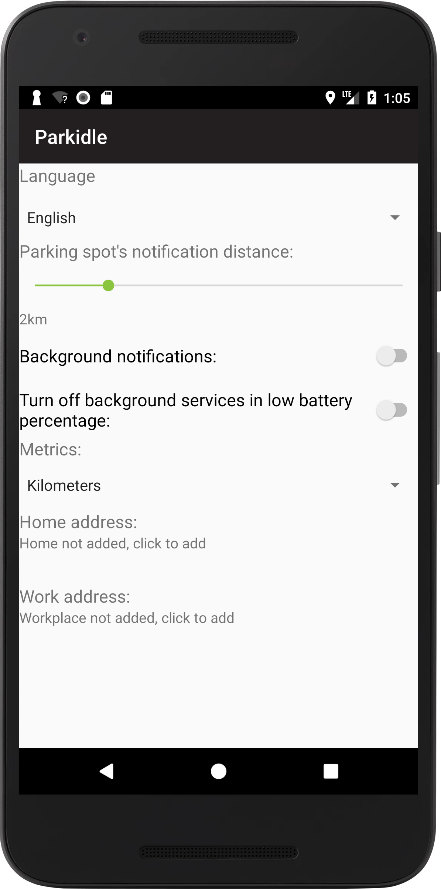 LTE 1:05
Parkidle
Language
English
Parking spot's notification distance:
2km
Background notifications:
Turn off background services in low battery
percentage:
Metrics:
Kilometers
Home address:
Home not added, click to add
Work address:
Workplace not added, click to add